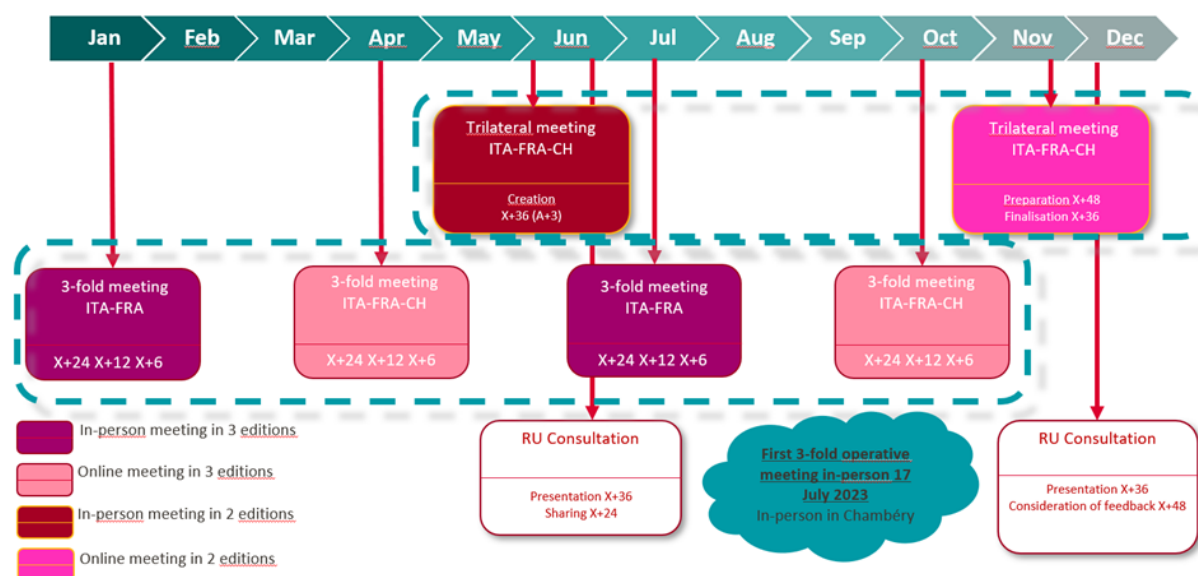 Jan
Feb
Mar
Apr
May
Jun
Jul
Aug
Sep
Oct
Nov
Dec
Trilateral meeting
ITA-FRA-CH
Creation
X+36 (A+3)
Trilateral meeting
ITA-FRA-CH
Preparation X+48
Finalisation X+36
3-fold meeting
ITA-FRA
X+24 X+12 X+6
3-fold meeting
ITA-FRA-CH
X+24 X+12 X+6
3-fold meeting
ITA-FRA
X+24 X+12 X+6
3-fold meeting
ITA-FRA-CH
X+24 X+12 X+6
In-person meeting in 3 editions
Online meeting in 3 editions
In-person meeting in 2 editions
Online meeting in 2 editions
RU Consultation
Presentation X+36
Sharing X+24
First 3-fold operative
meeting in-person 17
July 2023
In-person in Chambéry
RU Consultation
Presentation X+36
Consideration of feedback X+48